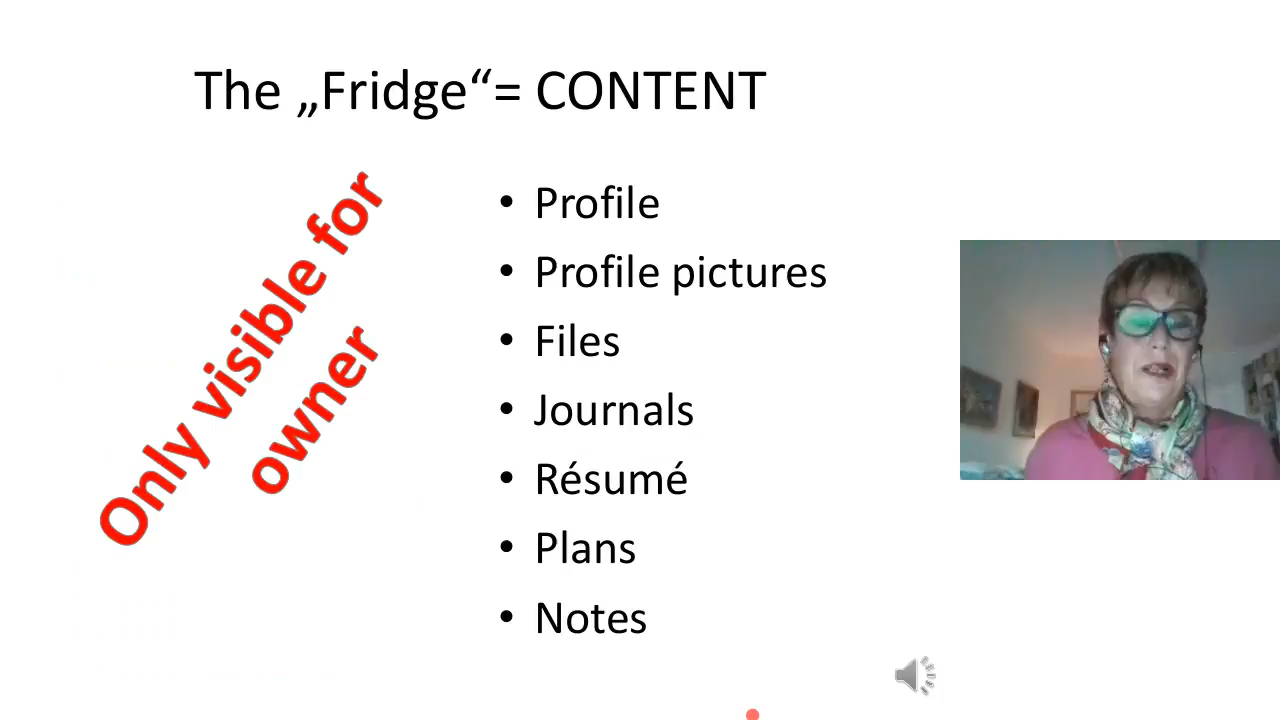 The „Fridge“= CONTENT
Only visible for
owner
• Profile
• Profile pictures
• Files
• Journals
• Résumé
• Plans
• Notes